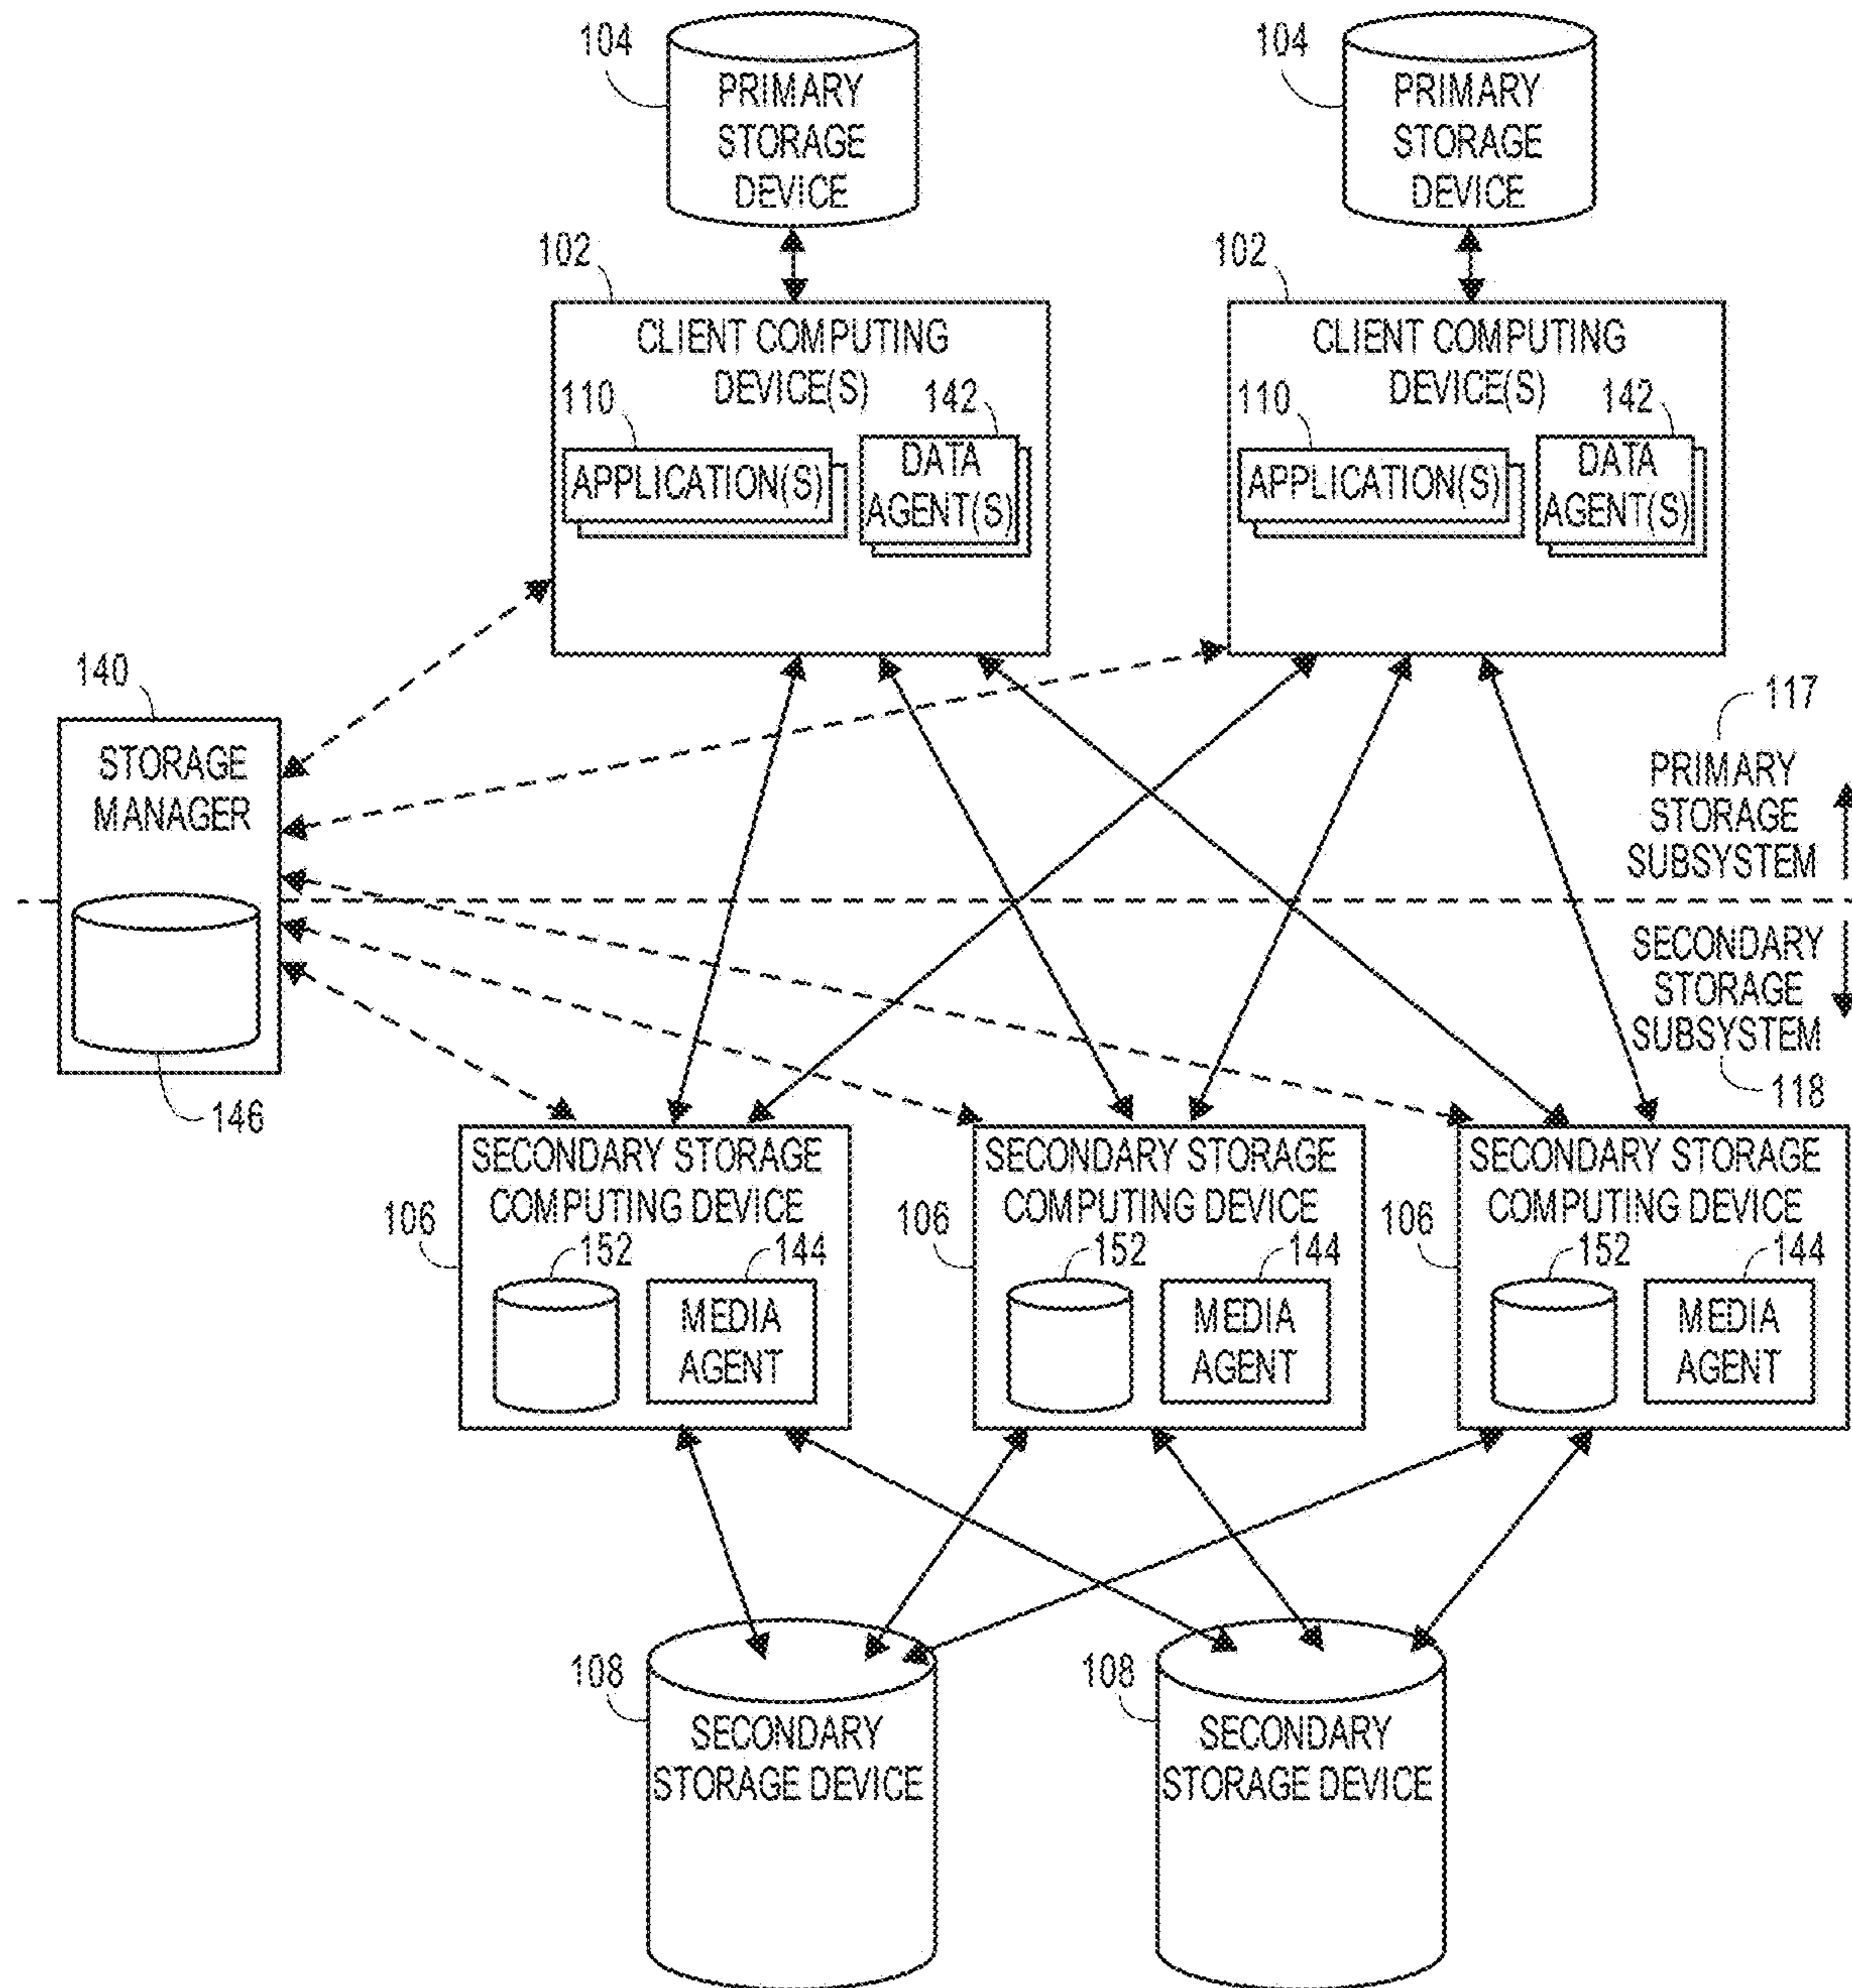 104
PRIMARY
STORAGE
DEVICE
104
PRIMARY
STORAGE
DEVICE
102
CLIENT COMPUTING
DEVICE(S)
110
142
APPLICATION(S)
DATA
AGENT(S)
102
CLIENT COMPUTING
DEVICE(S)
110
142
APPLICATION(S)
DATA
AGENT(S)
140
STORAGE
MANAGER
146
117
PRIMARY
STORAGE
SUBSYSTEM
SECONDARY
STORAGE
SUBSYSTEM
118
SECONDARY STORAGE
COMPUTING DEVICE
106
152
144
MEDIA
AGENT
SECONDARY STORAGE
COMPUTING DEVICE
106
152
144
MEDIA
AGENT
SECONDARY STORAGE
COMPUTING DEVICE
106
152
144
MEDIA
AGENT
108
SECONDARY
STORAGE DEVICE
108
SECONDARY
STORAGE DEVICE